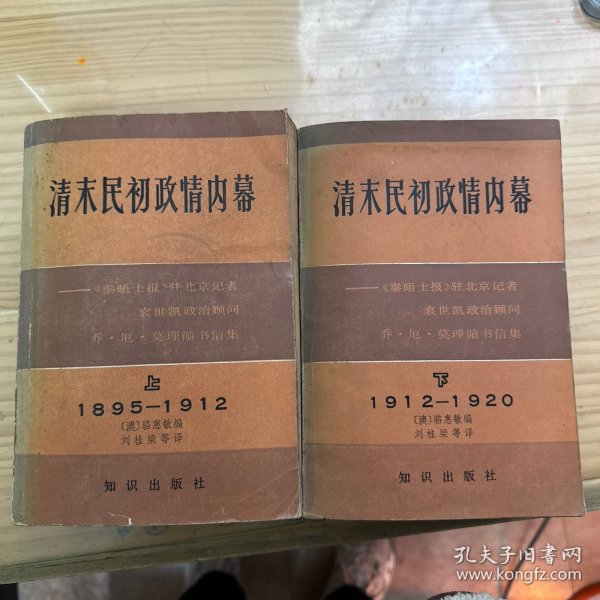 清末民初政情内幕
——《泰晤士报》驻北京记者
袁世凯政治顾问
乔·厄·莫理循书信集
上
1895—1912
〔澳〕骆惠敏编
刘桂梁等译
知识出版社
清末民初政情内幕
——《泰晤士报》驻北京记者
袁世凯政治顾问
乔·厄·莫理循书信集
下
1912—1920
〔澳〕骆惠敏编
刘桂梁等译
知识出版社
孔夫子旧书网
www.kongfz.com